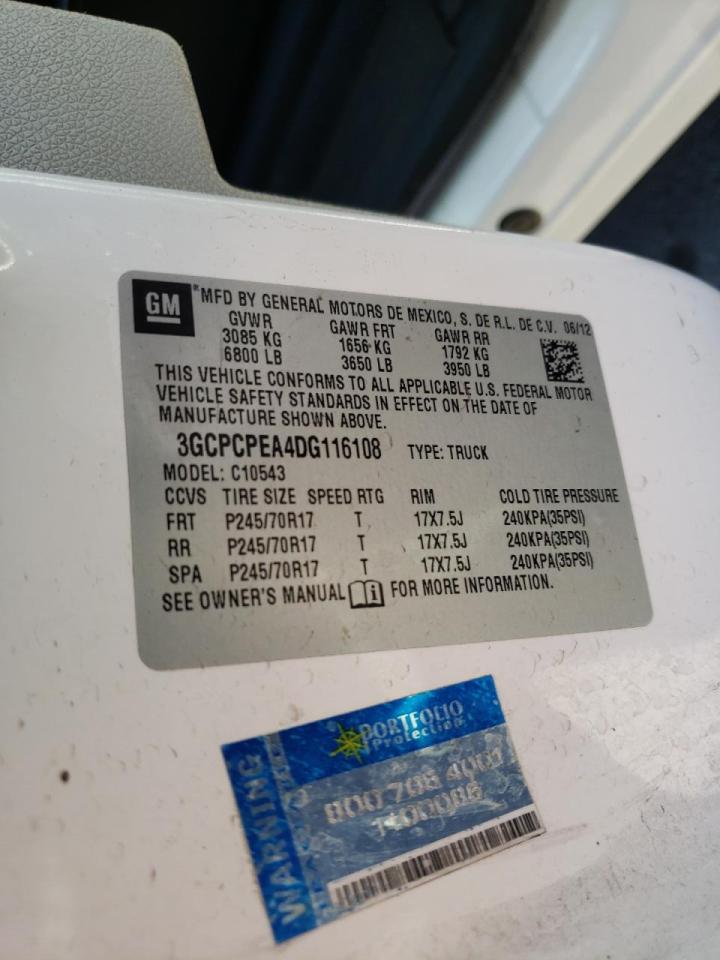 GM
MFD BY GENERAL MOTORS DE MEXICO, S. DE R.L. DE C.V. 06/12
GVWR GAWR FRT GAWR RR
3085 KG 1656 KG 1792 KG
6800 LB 3650 LB 3950 LB
THIS VEHICLE CONFORMS TO ALL APPLICABLE U.S. FEDERAL MOTOR
VEHICLE SAFETY STANDARDS IN EFFECT ON THE DATE OF
MANUFACTURE SHOWN ABOVE.
3GCPCPEA4DG116108 TYPE: TRUCK
MODEL: C10543
CCVS TIRE SIZE SPEED RTG RIM COLD TIRE PRESSURE
FRT P245/70R17 T 17X7.5J 240KPA(35PSI)
RR P245/70R17 T 17X7.5J 240KPA(35PSI)
SPA P245/70R17 T 17X7.5J 240KPA(35PSI)
SEE OWNER'S MANUAL FOR MORE INFORMATION.
PORTFOLIO
Protection
WARNING